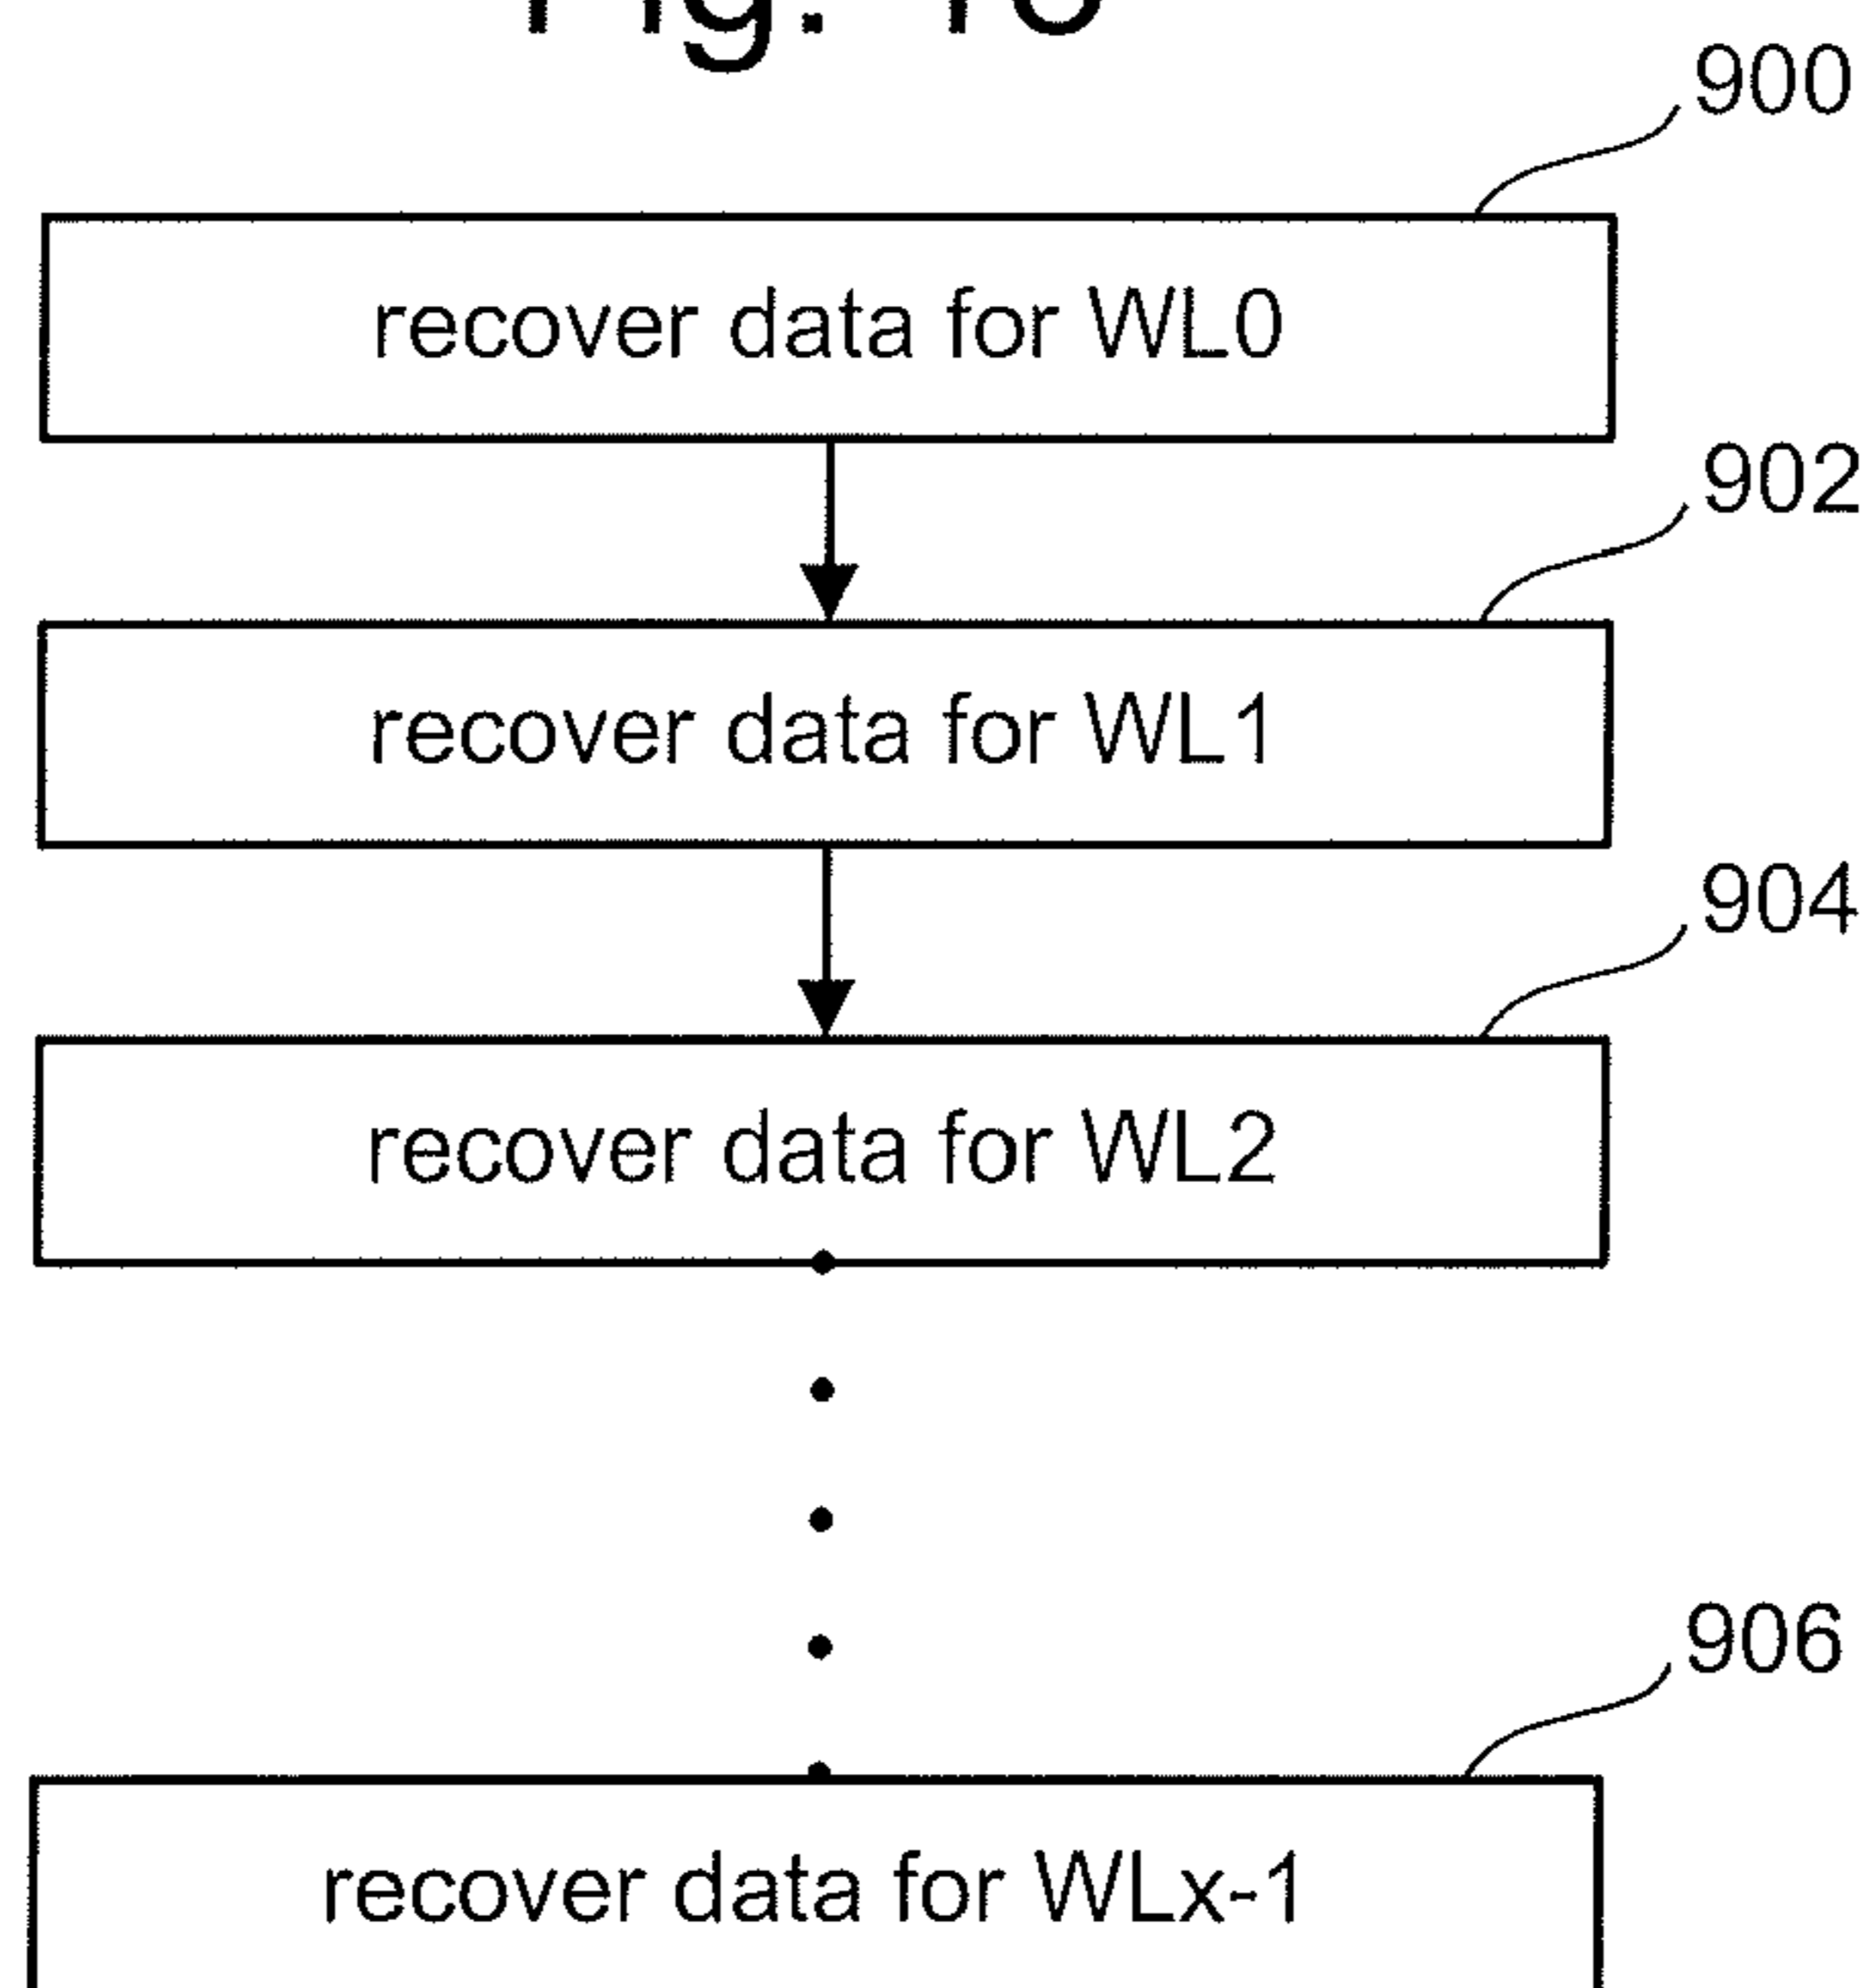 900
recover data for WL0
902
recover data for WL1
904
recover data for WL2
906
recover data for WLx-1